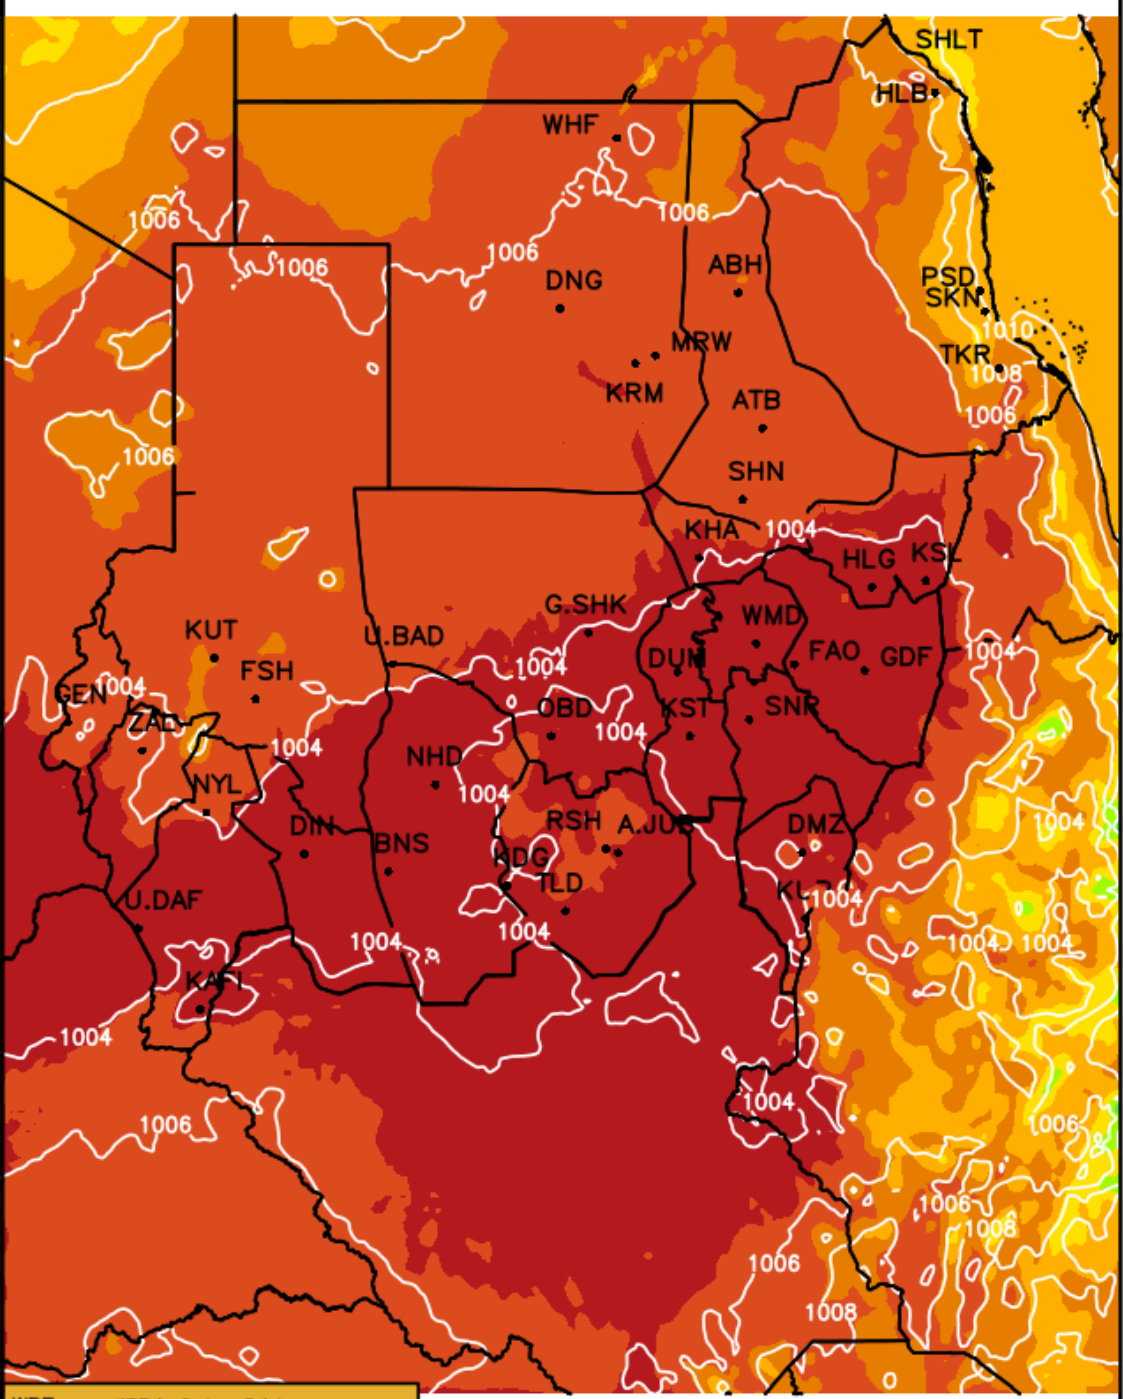 SHLT
HLB
WHF
1006
1006
1006
1006
ABH
DNG
PSD
SKN
1010
MRW
TKR
1008
KRM
ATB
1006
1006
SHN
KHA
1004
HLG KSL
G.SHK
WMD
KUT
U.BAD
FAO GDF
DUM
1004
1004
FSH
GEN
1004
OBD
KST
SNR
ZAL
1004
1004
NHD
NYL
1004
RSH A.JUB
DIN
DMZ
1004
BNS
KDG
TLD
1004
U.DAF
1004
1004
1004 1004
KAFI
1004
1004
1006
1006
1006
1008
1006
1008